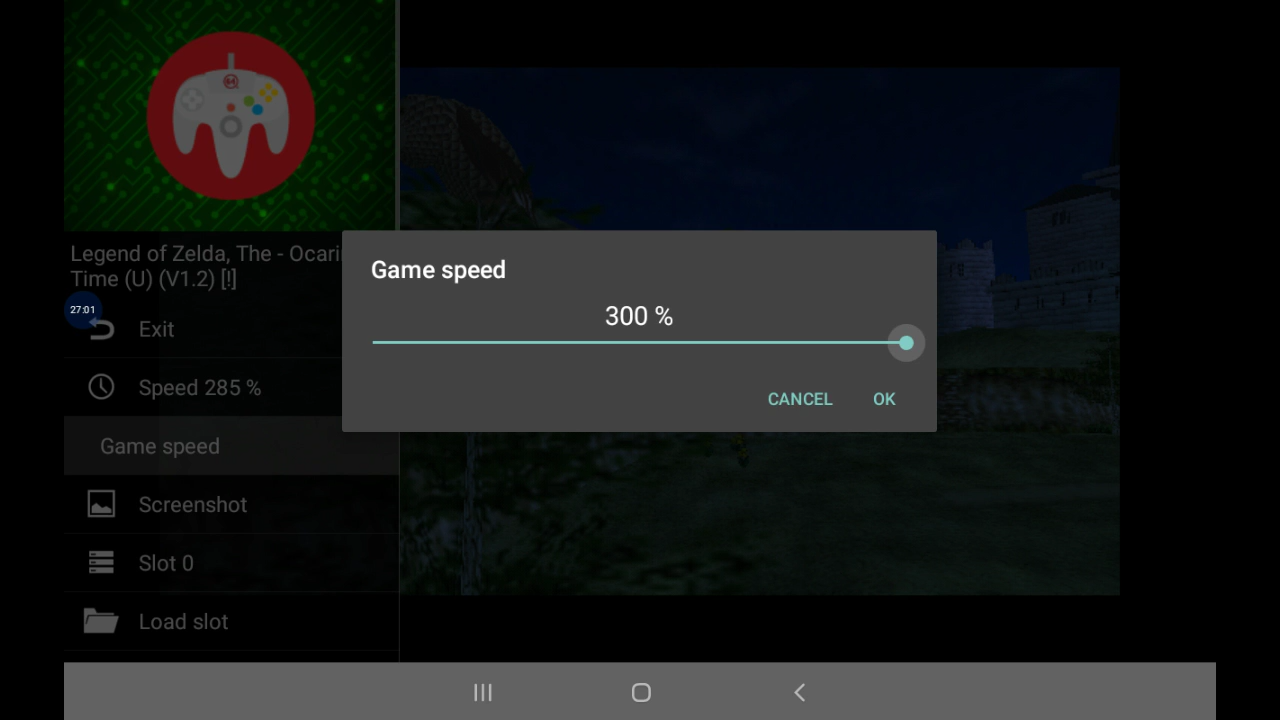 Legend of Zelda, The - Ocari
Time (U) (V1.2) [!]
27:01
Exit
Speed 285 %
Game speed
Screenshot
Slot 0
Load slot
Game speed
300 %
CANCEL
OK